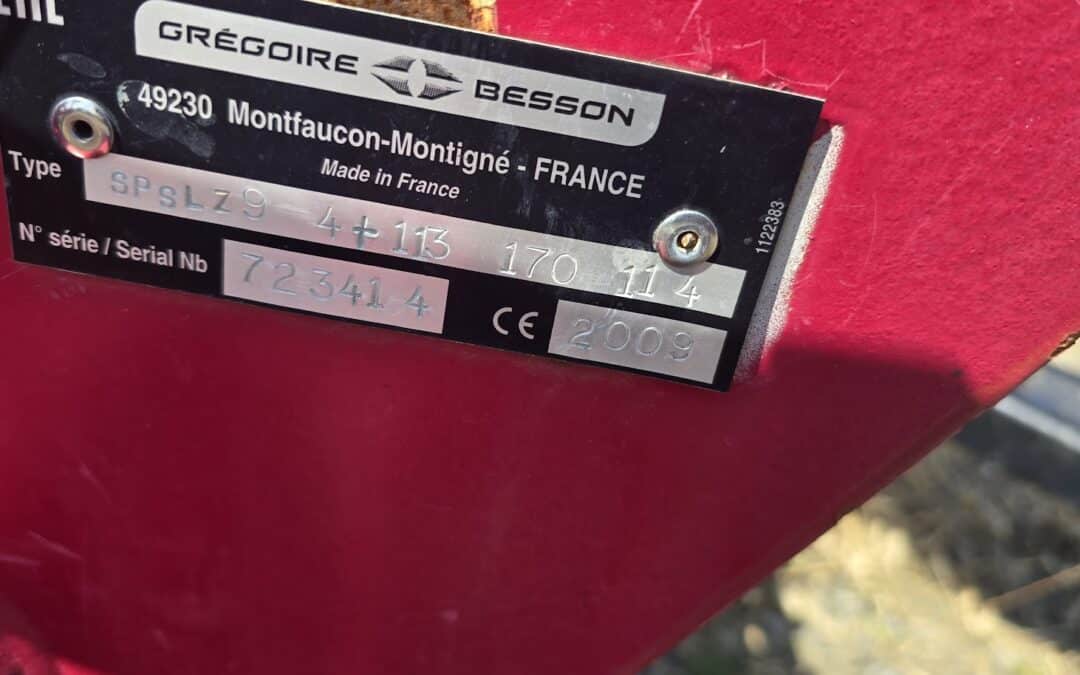 GRÉGOIRE BESSON
49230 Montfaucon-Montigné - FRANCE
Made in France
Type SPSLZ9 4+113 170 114
N° série / Serial Nb 723414 CE 2009
1122383